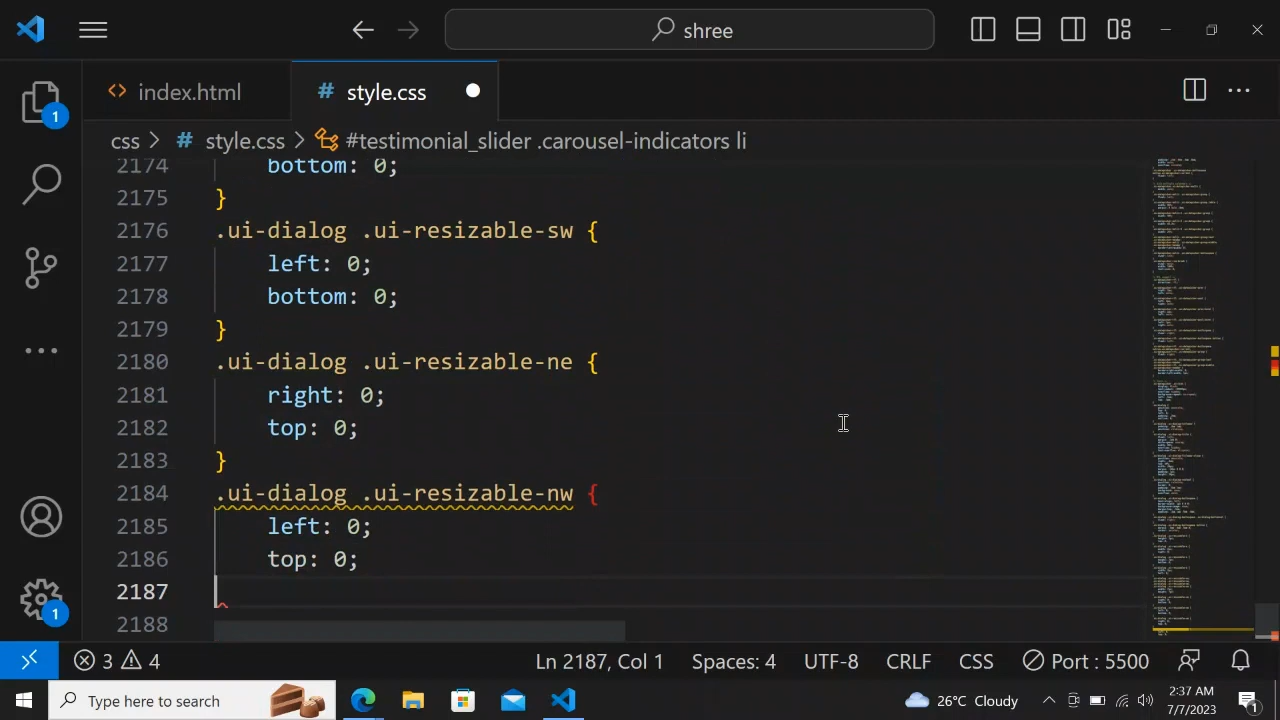 shree
index.html
# style.css
css > # style.css > #testimonial_slider .carousel-indicators li
2174 bottom: 0;
2175 }
2176 .ui-dialog .ui-resizable-sw {
2177 left: 0;
2178 bottom: 0;
2179 }
2180 .ui-dialog .ui-resizable-ne {
2181 right: 0;
2182 top: 0;
2183 }
2184 .ui-dialog .ui-resizable-nw {
2185 left: 0;
2186 top: 0;
2187
2188
1
1
3 4 Ln 2187, Col 1 Spaces: 4 UTF-8 CRLF CSS Port : 5500
Type here to search 26°C Cloudy 2:37 AM
7/7/2023 1